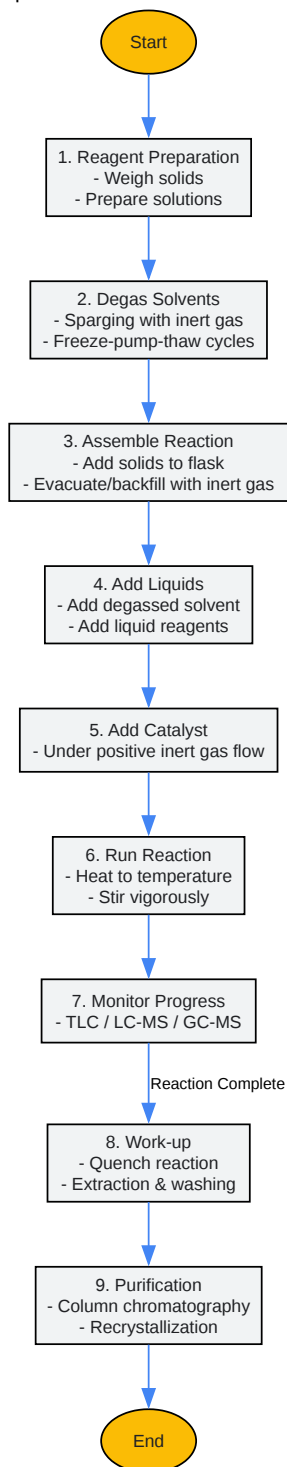 Start
1. Reagent Preparation
- Weigh solids
- Prepare solutions
2. Degas Solvents
- Sparging with inert gas
- Freeze-pump-thaw cycles
3. Assemble Reaction
- Add solids to flask
- Evacuate/backfill with inert gas
4. Add Liquids
- Add degassed solvent
- Add liquid reagents
5. Add Catalyst
- Under positive inert gas flow
6. Run Reaction
- Heat to temperature
- Stir vigorously
7. Monitor Progress
- TLC / LC-MS / GC-MS
Reaction Complete
8. Work-up
- Quench reaction
- Extraction & washing
9. Purification
- Column chromatography
- Recrystallization
End